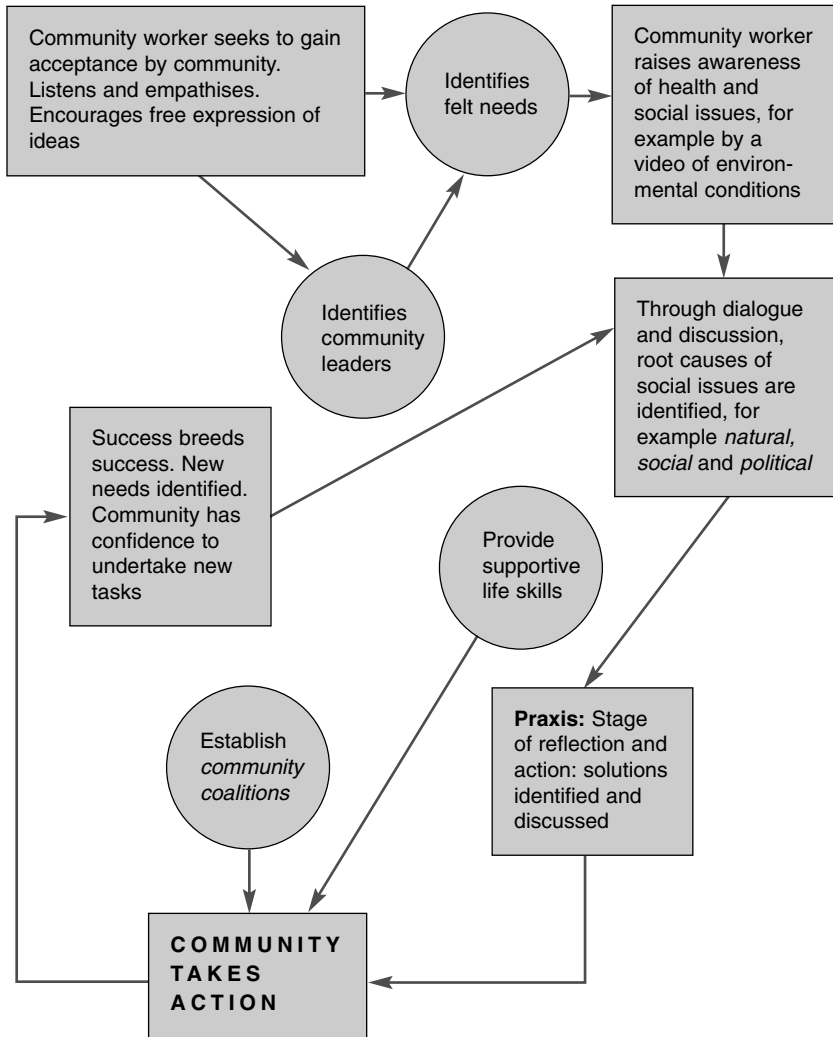 Community worker seeks to gain
acceptance by community.
Listens and empathises.
Encourages free expression of
ideas
Identifies
felt needs
Community worker
raises awareness
of health and
social issues, for
example by a
video of environ-
mental conditions
Identifies
community
leaders
Through dialogue
and discussion,
root causes of
social issues are
identified, for
example natural,
social and political
Success breeds
success. New
needs identified.
Community has
confidence to
undertake new
tasks
Provide
supportive
life skills
Praxis: Stage
of reflection and
action: solutions
identified and
discussed
Establish
community
coalitions
COMMUNITY
TAKES
ACTION